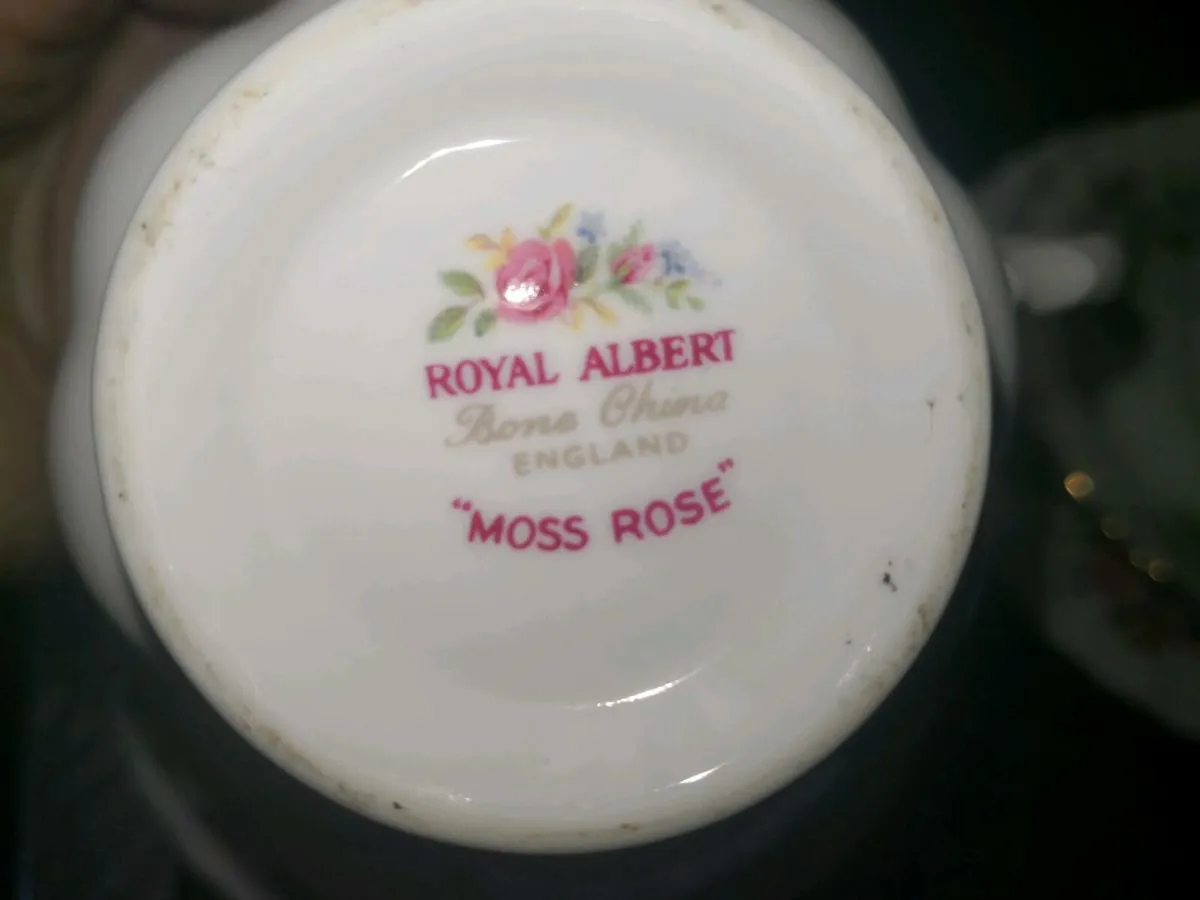 ROYAL ALBERT
Bone China
ENGLAND
"MOSS ROSE"